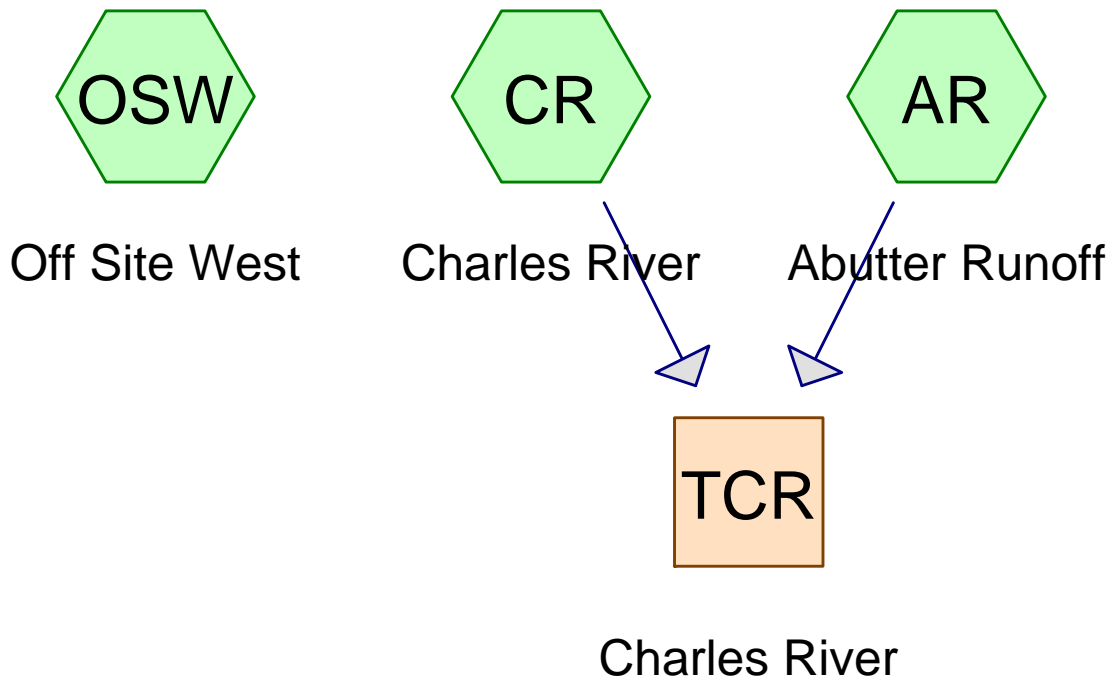 OSW
CR
AR
Off Site West
Charles River
Abutter Runoff
TCR
Charles River